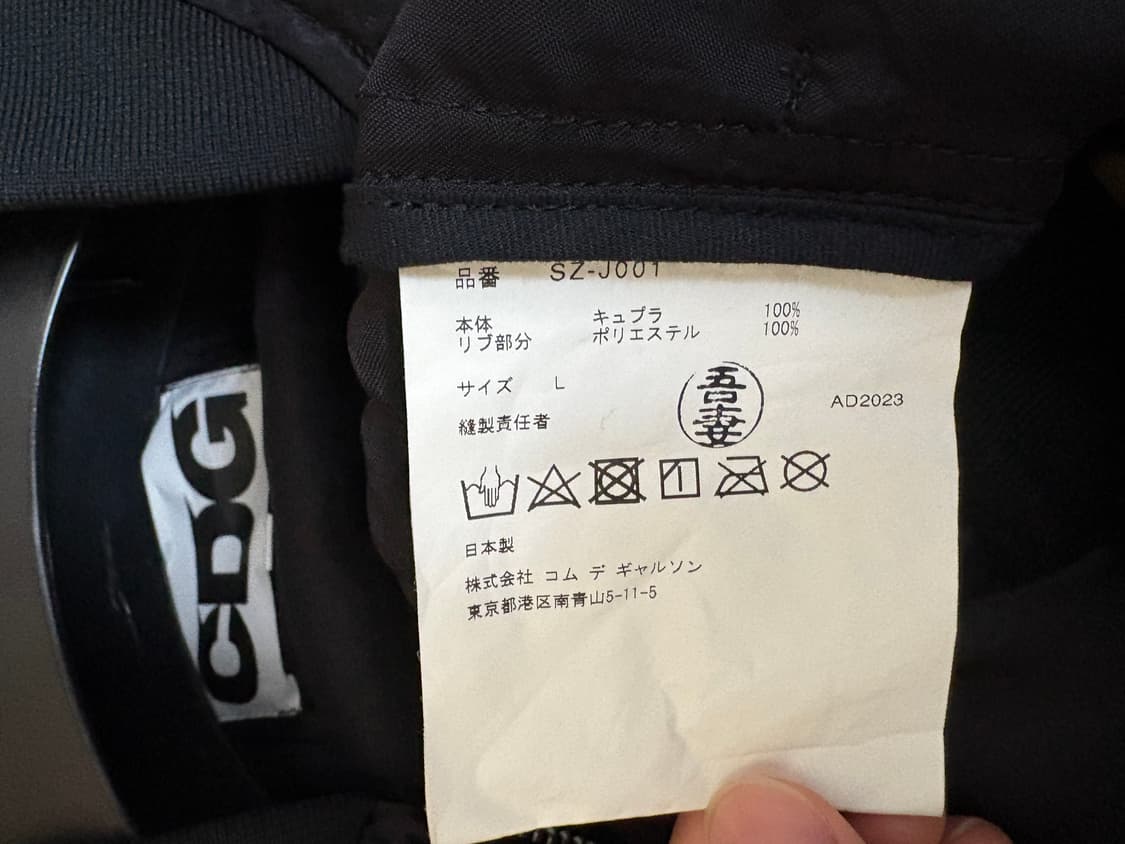 品番 SZ-J001
本体 キュプラ 100%
リブ部分 ポリエステル 100%
サイズ L
縫製責任者 吾妻 AD2023
日本製
株式会社 コム デ ギャルソン
東京都港区南青山5-11-5
CDG